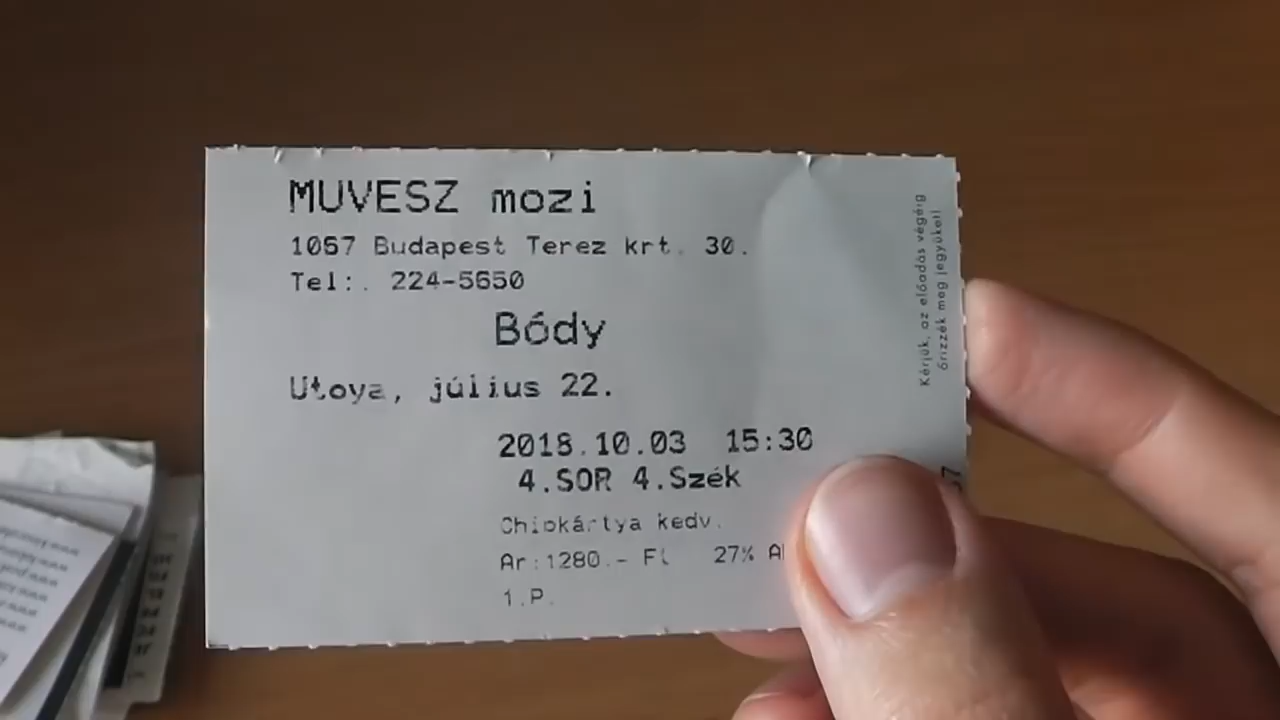 MUVESZ mozi
1067 Budapest Terez krt. 30.
Tel:. 224-5650
Bódy
Utoya, július 22.
2018.10.03 15:30
4.SOR 4.Szék
Chipkártya kedv.
Ar:1280.- Ft 27%
1.P.
Kérjük, az előadás végéig
őrizzék meg jegyüket!